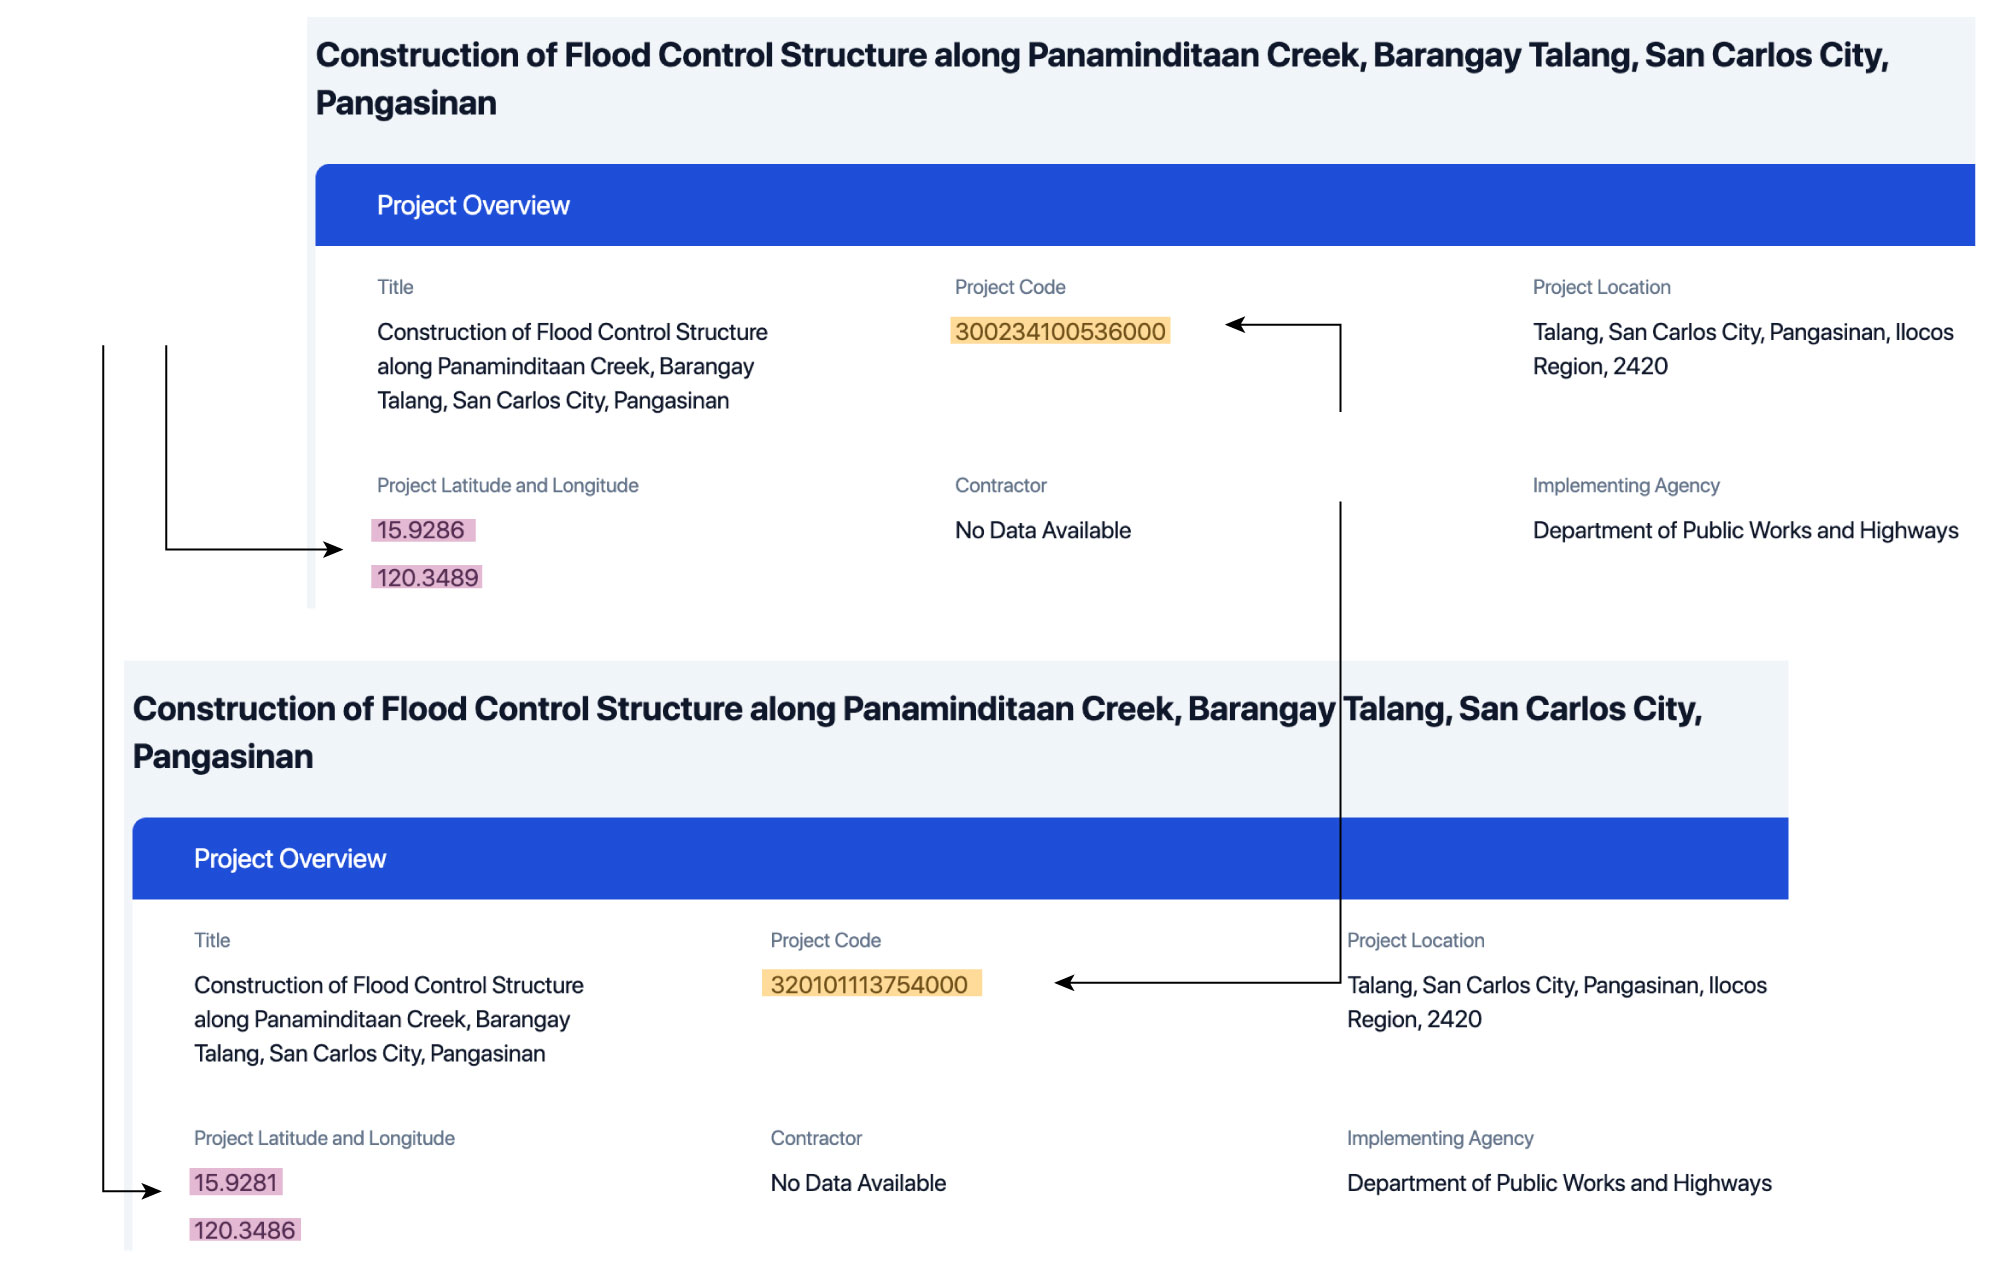 Construction of Flood Control Structure along Panaminditaan Creek, Barangay Talang, San Carlos City,
Pangasinan
Project Overview
Title
Construction of Flood Control Structure
along Panaminditaan Creek, Barangay
Talang, San Carlos City, Pangasinan
Project Code
300234100536000
Project Location
Talang, San Carlos City, Pangasinan, Ilocos
Region, 2420
Project Latitude and Longitude
15.9286
120.3489
Contractor
No Data Available
Implementing Agency
Department of Public Works and Highways
Construction of Flood Control Structure along Panaminditaan Creek, Barangay Talang, San Carlos City,
Pangasinan
Project Overview
Title
Construction of Flood Control Structure
along Panaminditaan Creek, Barangay
Talang, San Carlos City, Pangasinan
Project Code
320101113754000
Project Location
Talang, San Carlos City, Pangasinan, Ilocos
Region, 2420
Project Latitude and Longitude
15.9281
120.3486
Contractor
No Data Available
Implementing Agency
Department of Public Works and Highways